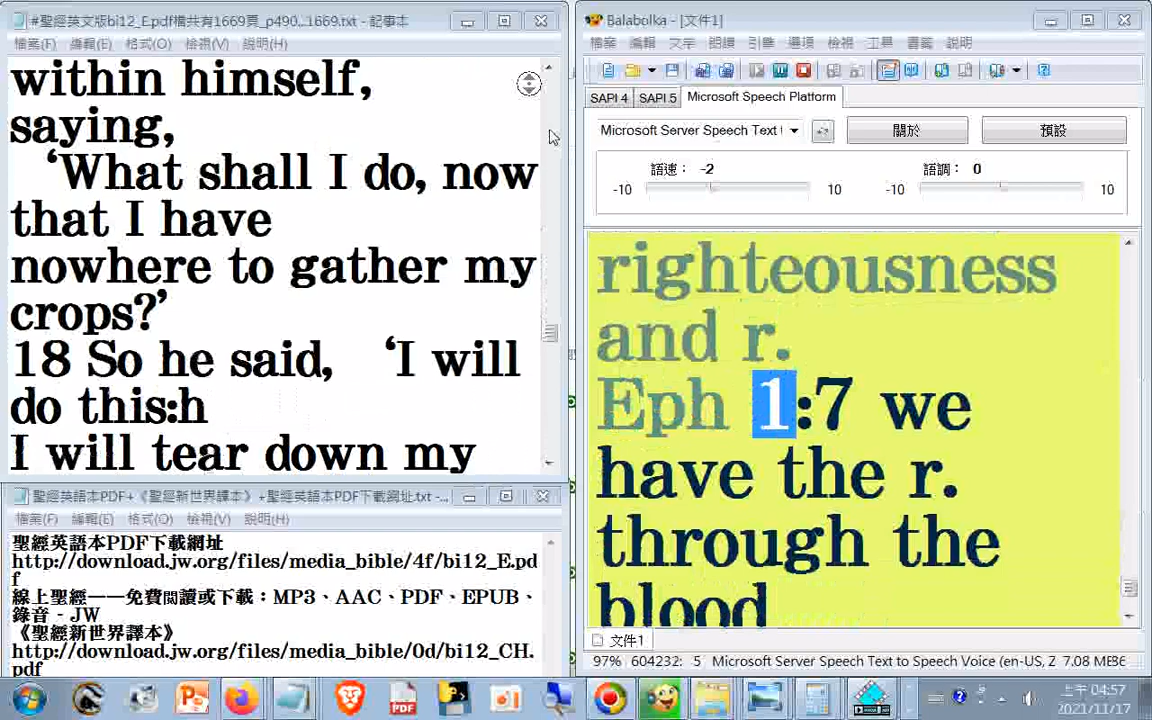 #聖經英文版bi12_E.pdf檔共有1669頁_p490...1669.txt - 記事本
檔案(F) 編輯(E) 格式(O) 檢視(V) 說明(H)
within himself,
saying,
‘What shall I do, now
that I have
nowhere to gather my
crops?’
18 So he said, ‘I will
do this:h
I will tear down my
聖經英語本PDF+《聖經新世界譯本》+聖經英語本PDF下載網址.txt -...
檔案(F) 編輯(E) 格式(O) 檢視(V) 說明(H)
聖經英語本PDF下載網址
http://download.jw.org/files/media_bible/4f/bi12_E.pd
f
線上聖經——免費閱讀或下載：MP3、AAC、PDF、EPUB、
錄音 - JW
《聖經新世界譯本》
http://download.jw.org/files/media_bible/0d/bi12_CH.
pdf
Balabolka - [文件1]
檔案 編輯 文字 朗讀 引擎 選項 檢視 工具 書籤 說明
SAPI 4 SAPI 5 Microsoft Speech Platform
Microsoft Server Speech Text 關於 預設
語速： -2 語調： 0
-10 10 -10 10
righteousness
and r.
Eph 1:7 we
have the r.
through the
blood
文件1
97% 604232: 5 Microsoft Server Speech Text to Speech Voice (en-US, Z 7.08 MB
上午 04:57
2021/11/17